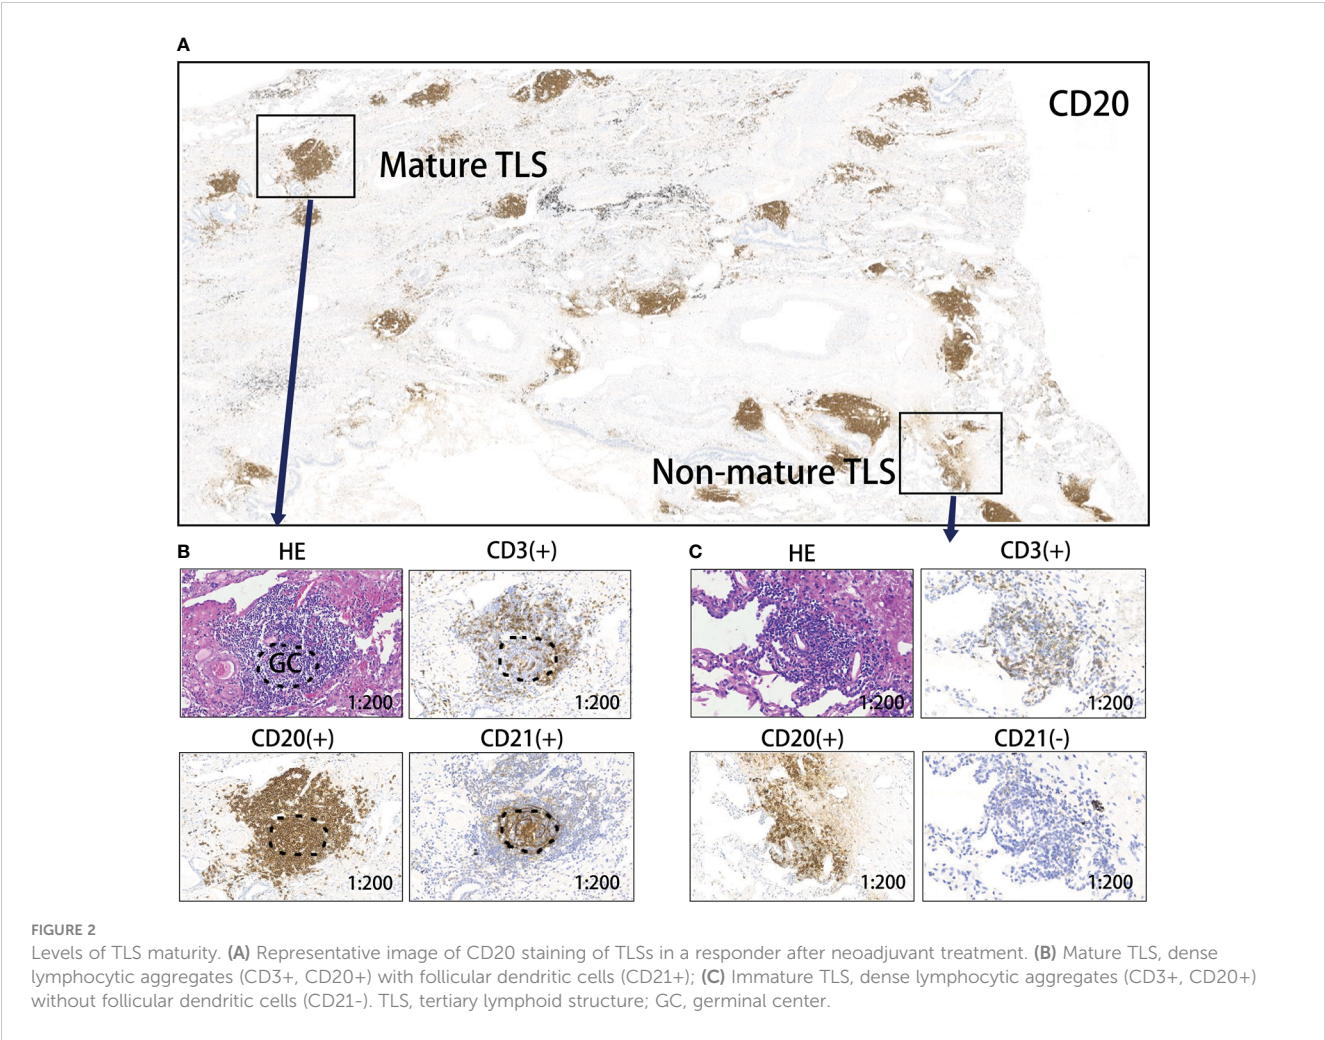 A
CD20
Mature TLS
Non-mature TLS
B
HE
CD3(+)
GC
1:200
1:200
CD20(+)
CD21(+)
1:200
1:200
C
HE
CD3(+)
1:200
1:200
CD20(+)
CD21(-)
1:200
1:200
FIGURE 2
Levels of TLS maturity. (A) Representative image of CD20 staining of TLSs in a responder after neoadjuvant treatment. (B) Mature TLS, dense
lymphocytic aggregates (CD3+, CD20+) with follicular dendritic cells (CD21+); (C) Immature TLS, dense lymphocytic aggregates (CD3+, CD20+)
without follicular dendritic cells (CD21-). TLS, tertiary lymphoid structure; GC, germinal center.